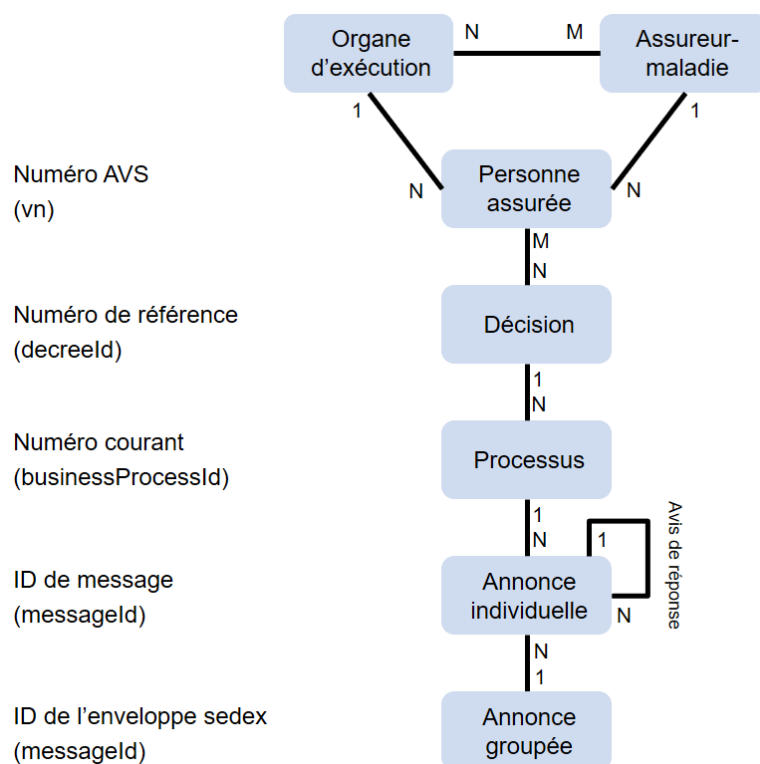 Organe
d'exécution
N
M
Assureur-
maladie
1
1
Numéro AVS
(vn)
N
Personne
assurée
N
M
N
Numéro de référence
(decreeId)
Décision
1
N
Numéro courant
(businessProcessId)
Processus
1
N
1
Avis de réponse
ID de message
(messageId)
Annonce
individuelle
N
N
1
ID de l'enveloppe sedex
(messageId)
Annonce
groupée